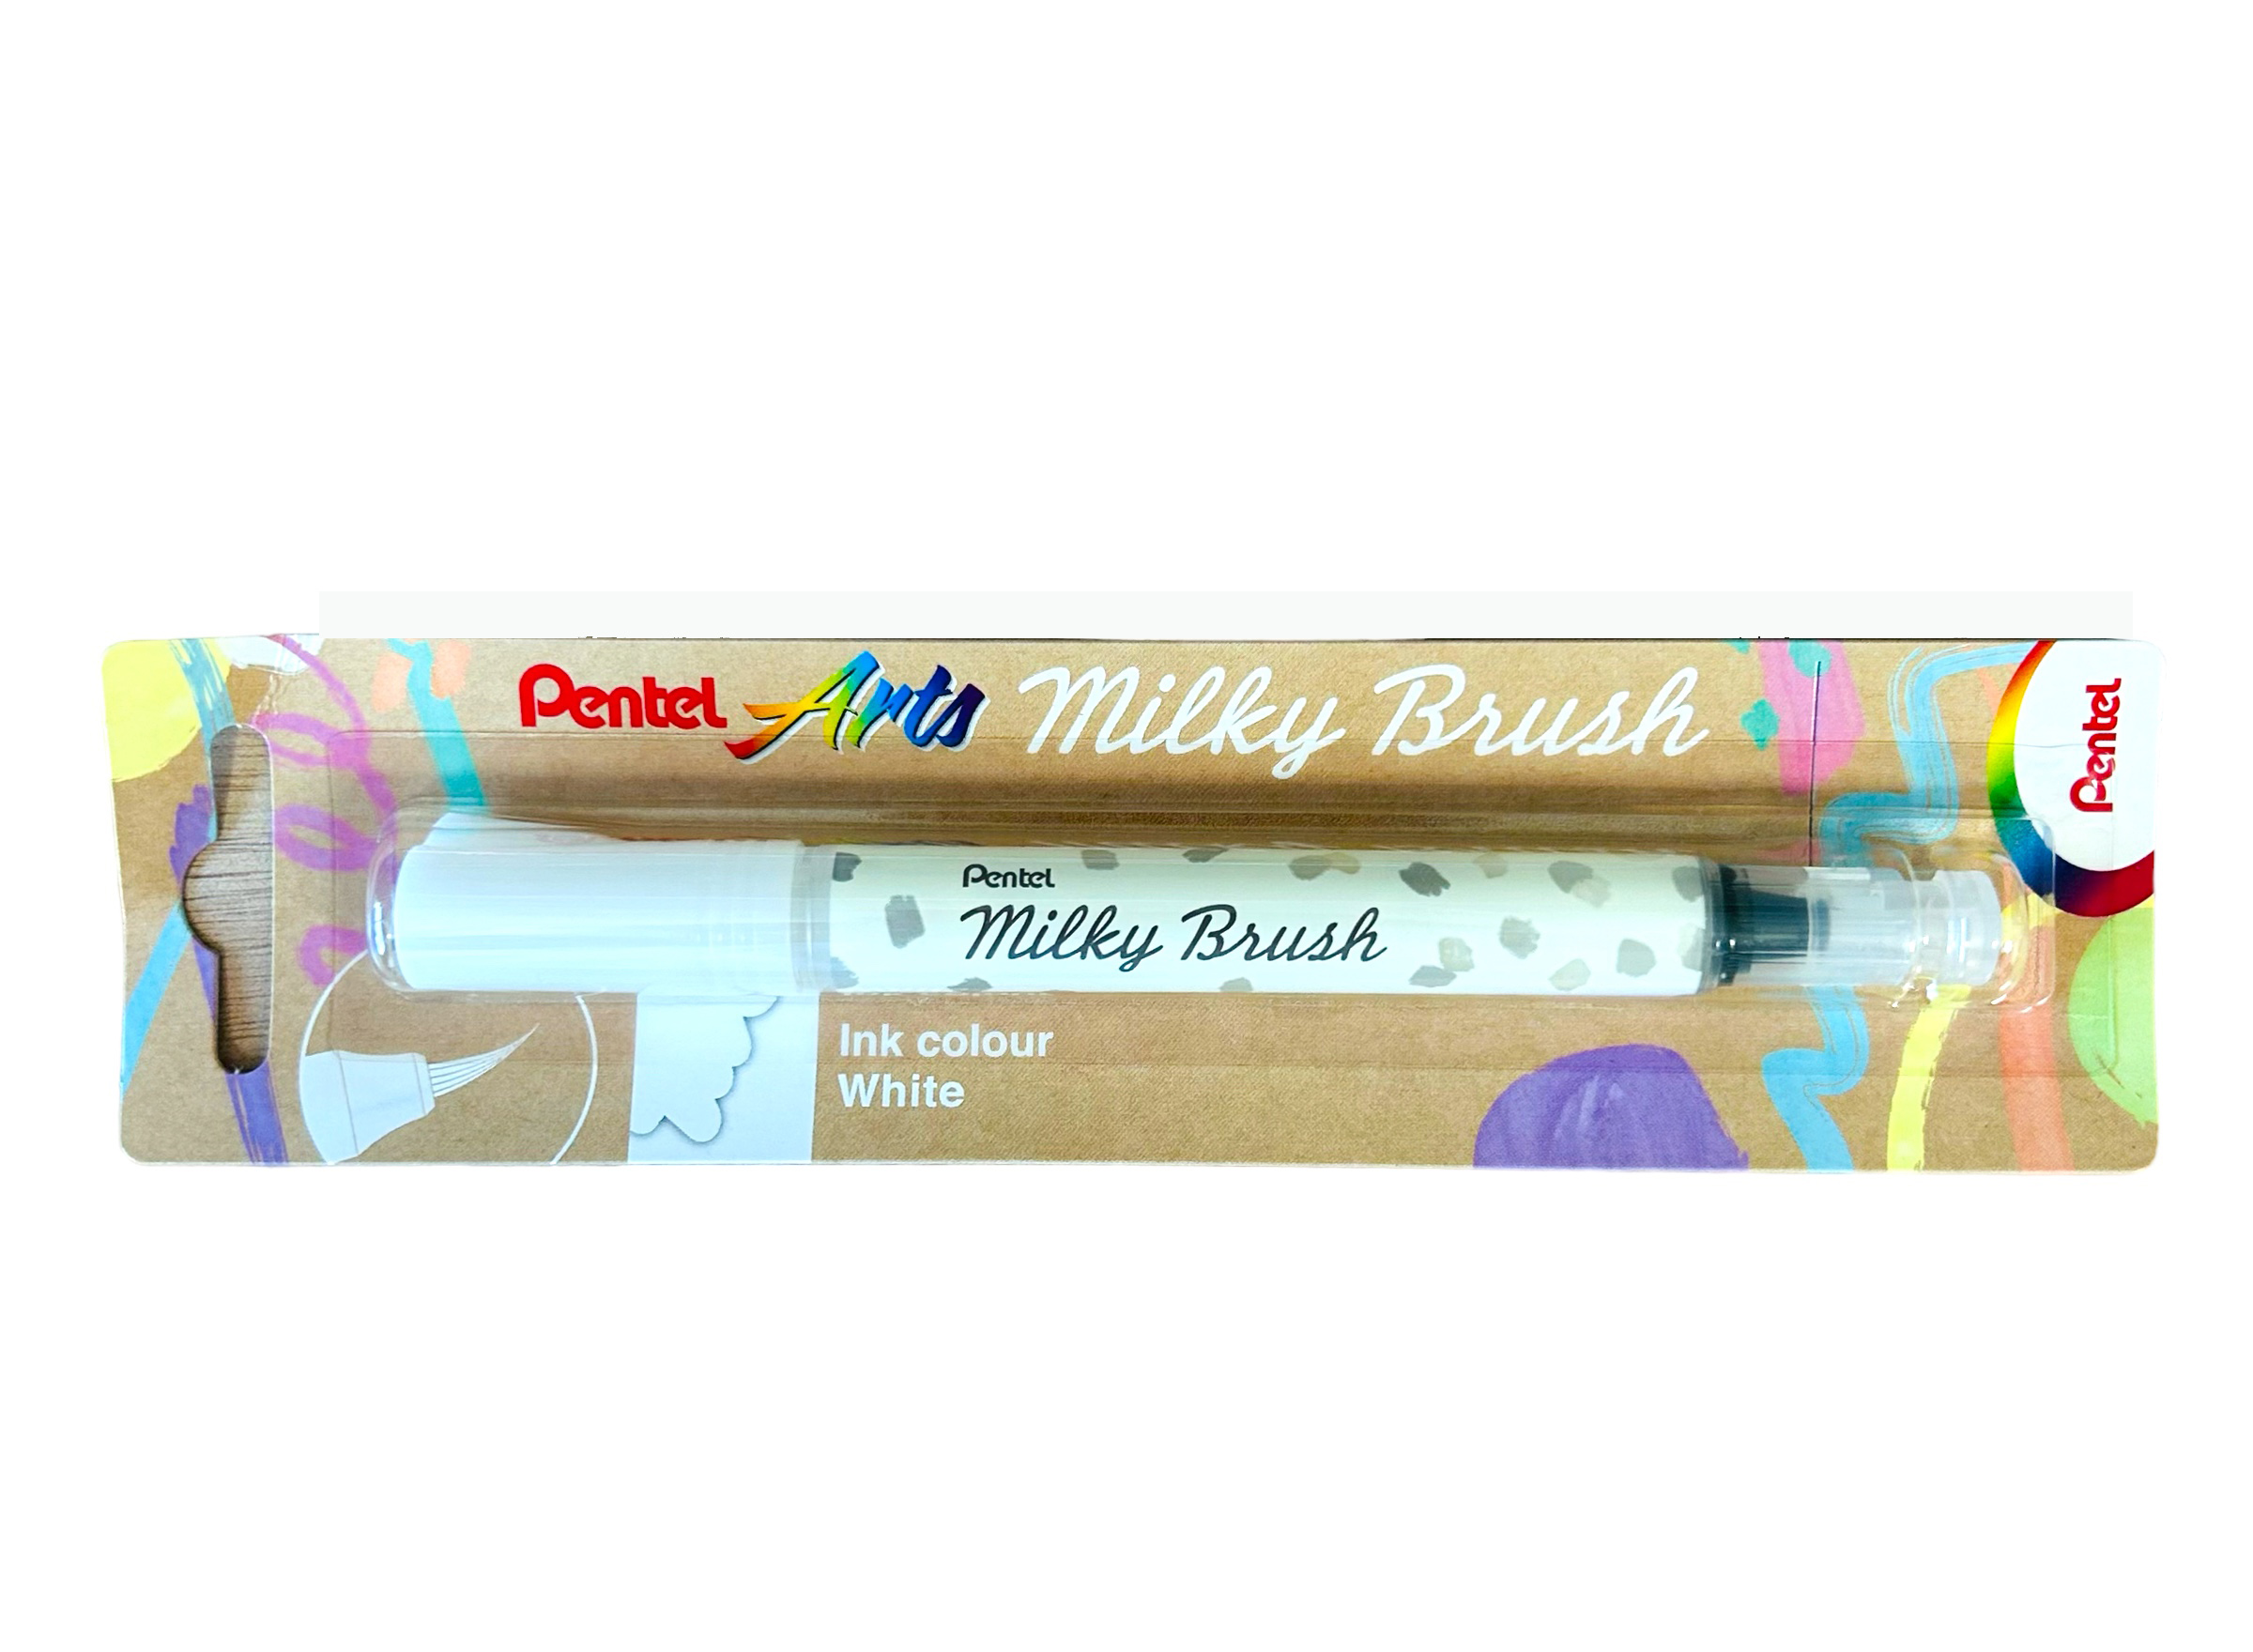 Pentel Arts Milky Brush
Pentel
Pentel
Milky Brush
Ink colour
White